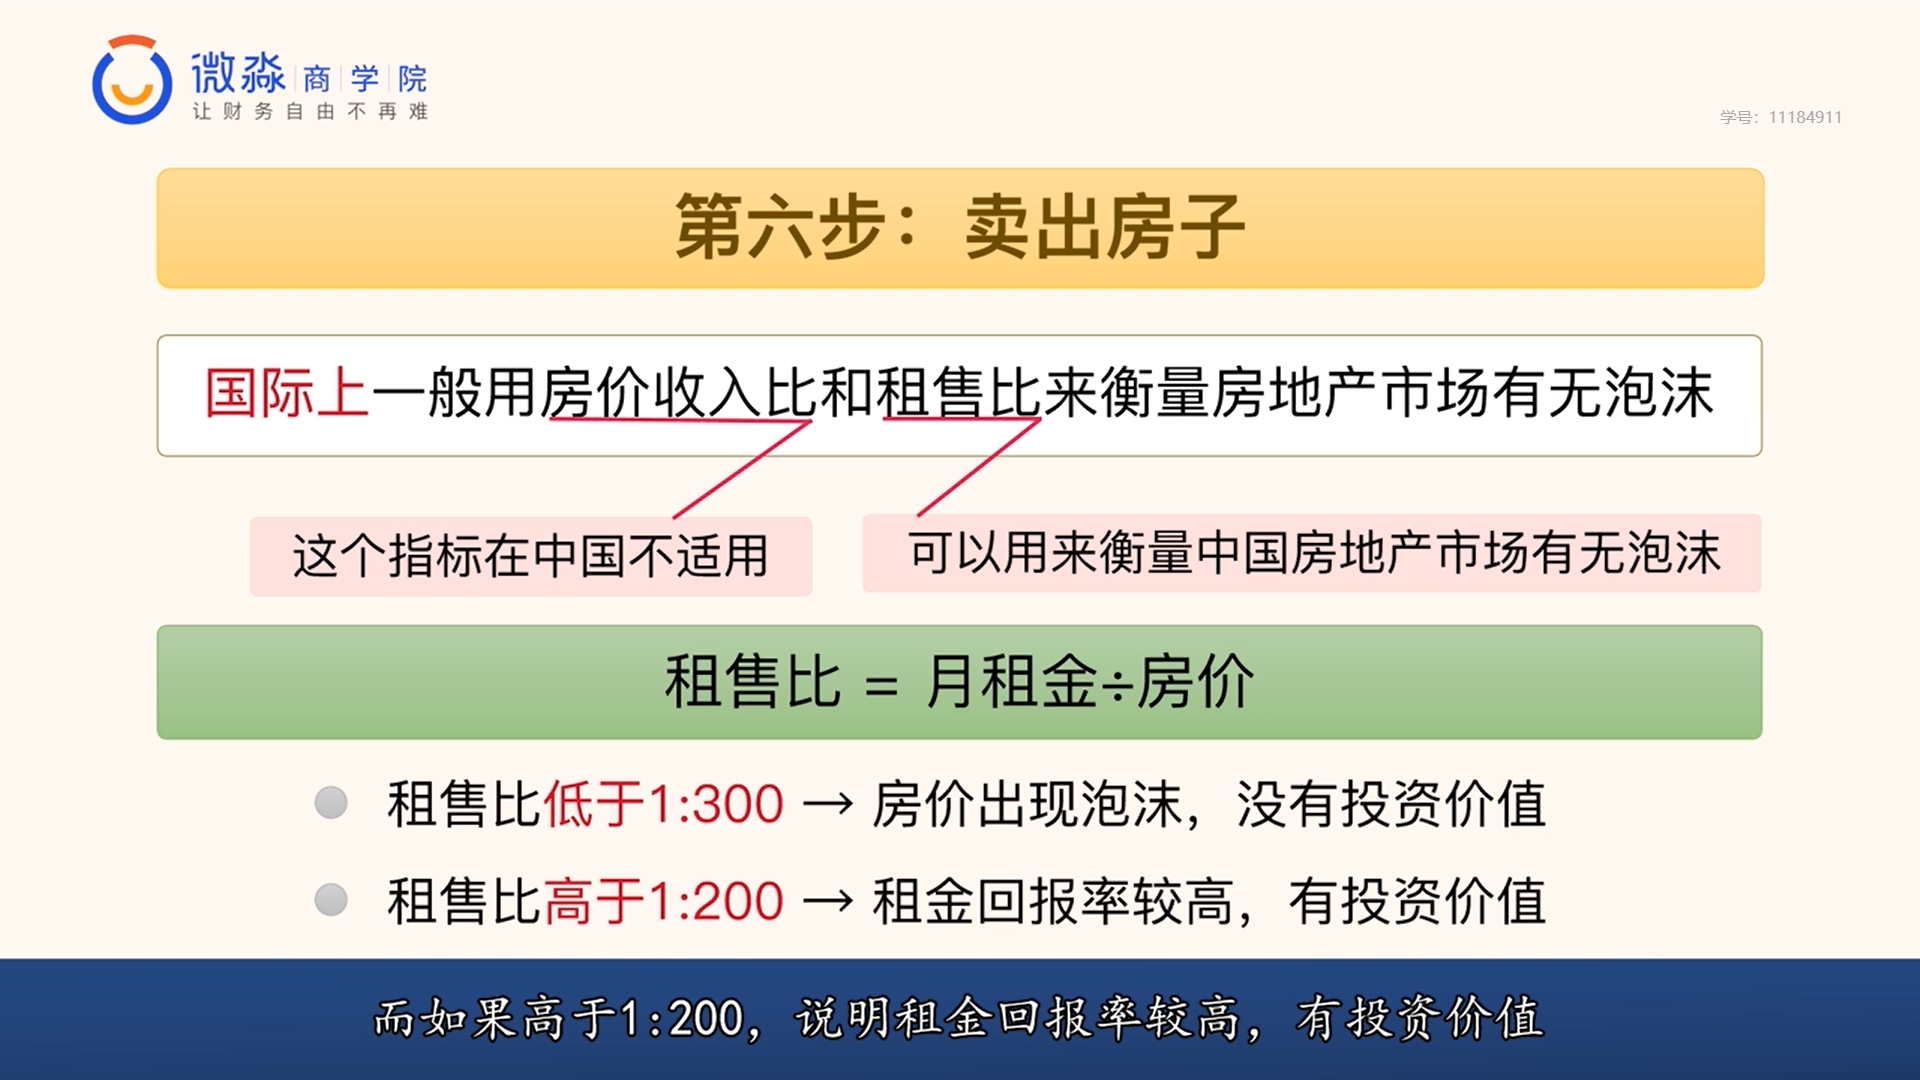 微淼商学院
让财务自由不再难
学号：11184911
第六步：卖出房子
国际上一般用房价收入比和租售比来衡量房地产市场有无泡沫
这个指标在中国不适用
可以用来衡量中国房地产市场有无泡沫
租售比 = 月租金÷房价
租售比低于1:300 → 房价出现泡沫，没有投资价值
租售比高于1:200 → 租金回报率较高，有投资价值
而如果高于1:200，说明租金回报率较高，有投资价值